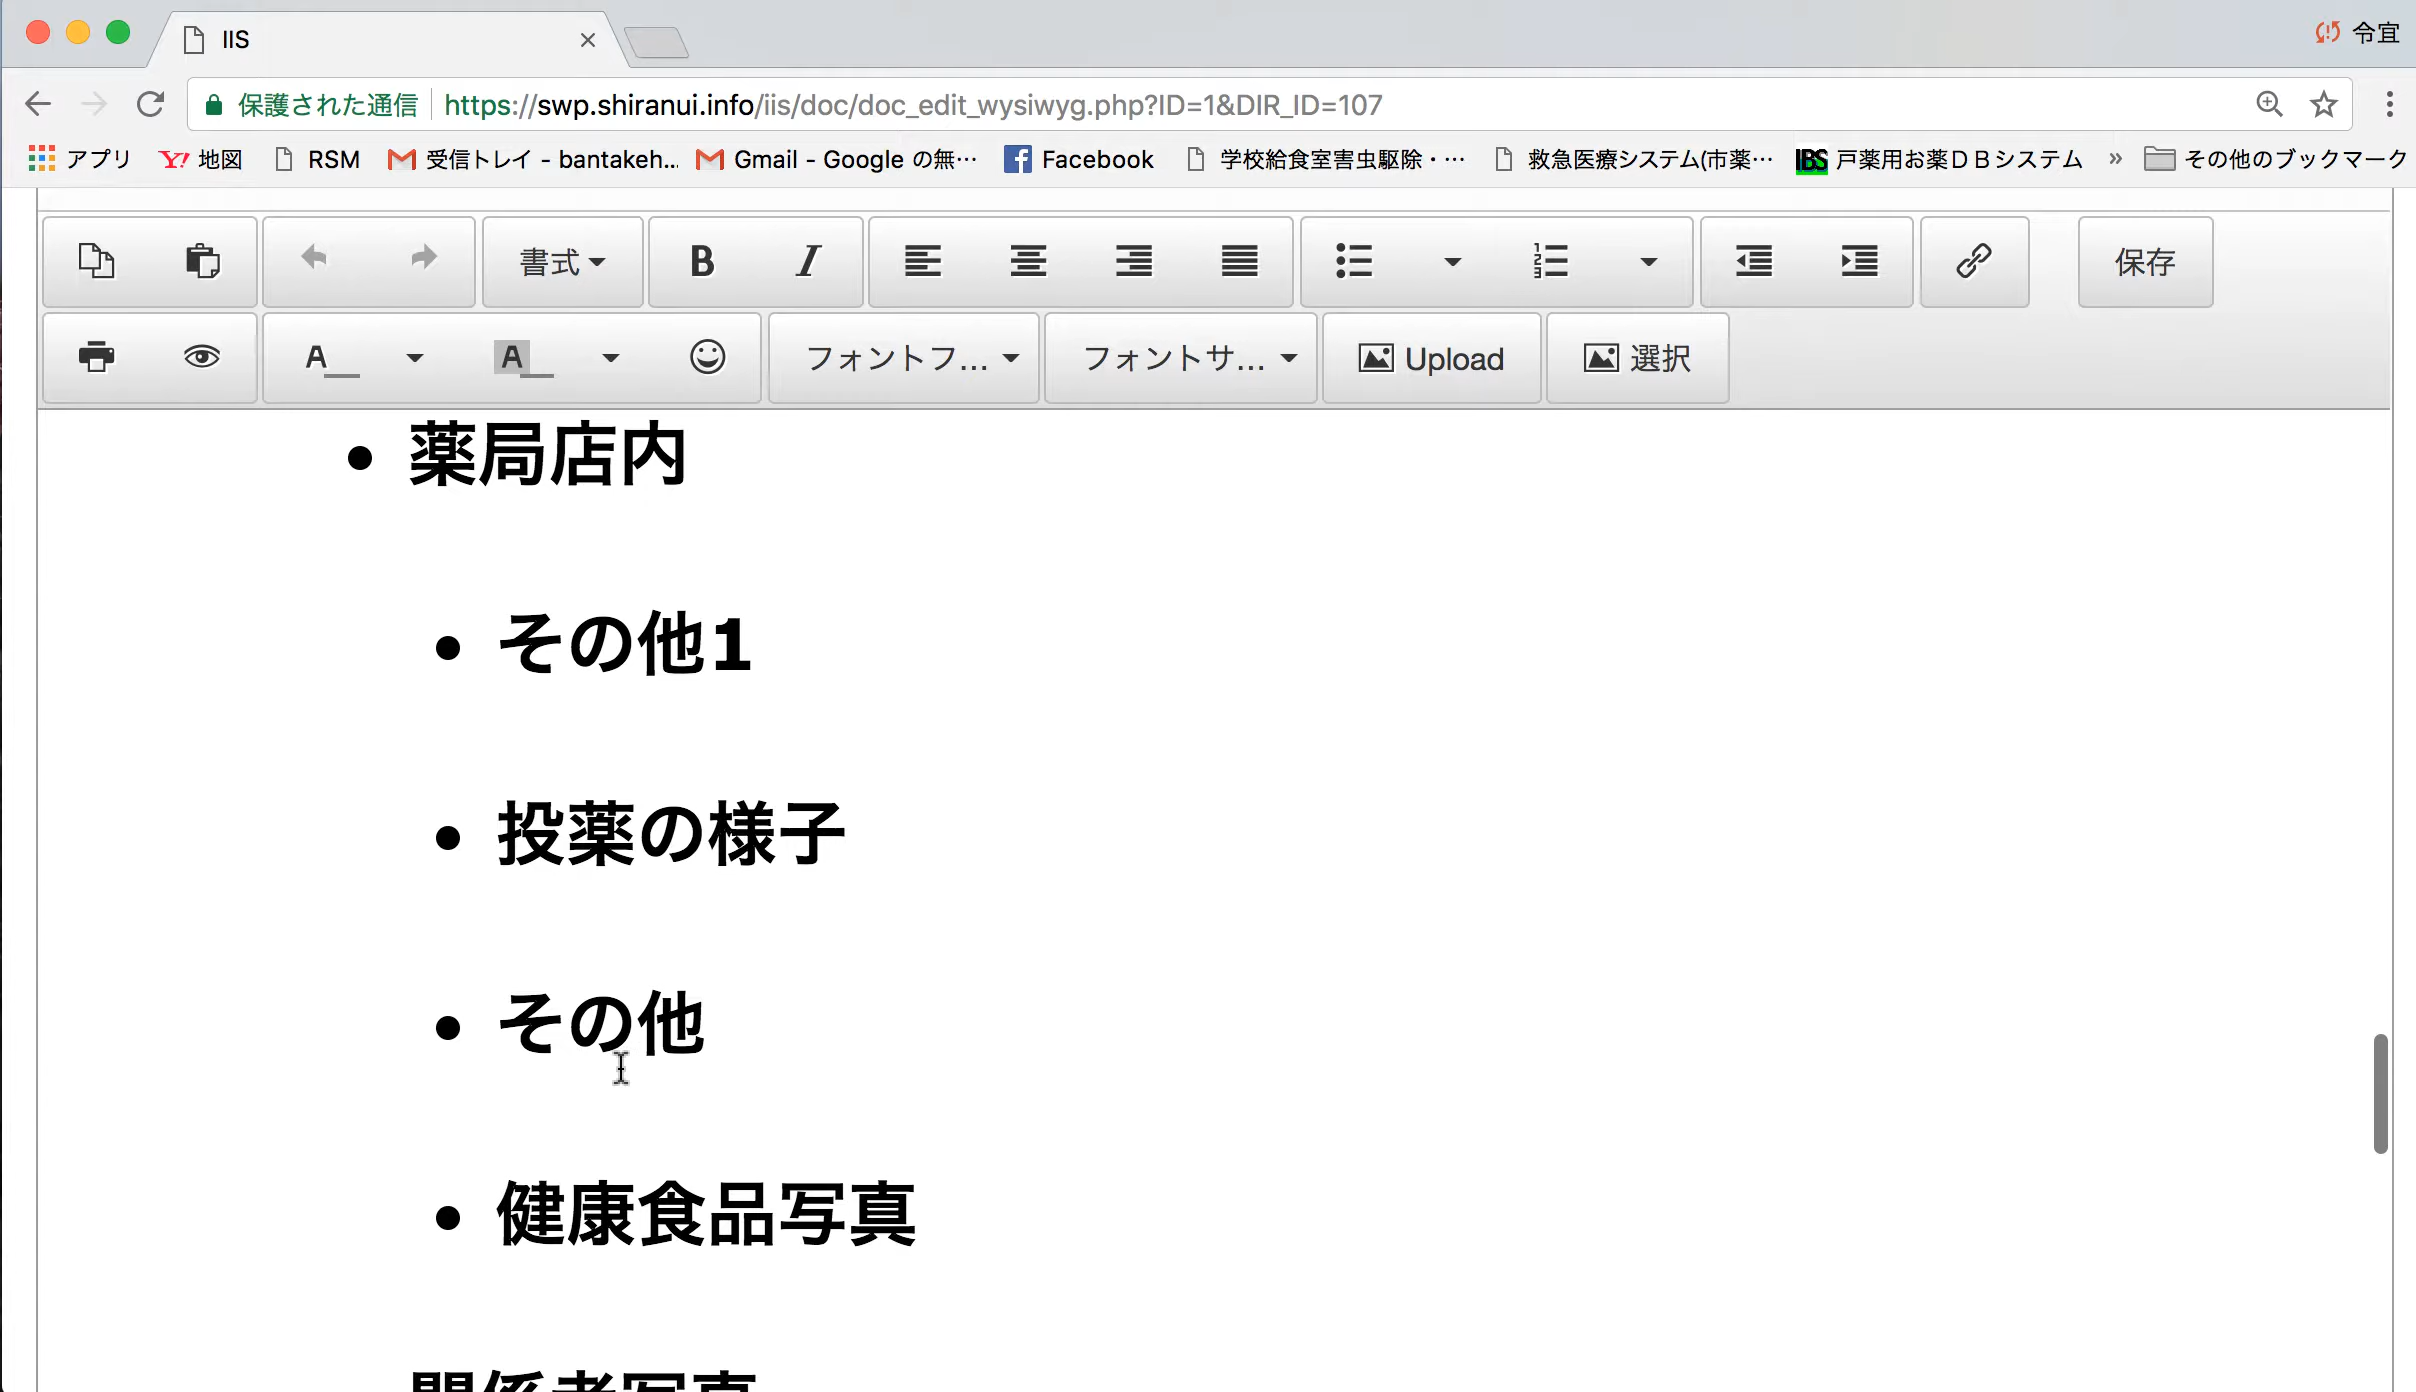 IIS
令宜
保護された通信 https://swp.shiranui.info/iis/doc/doc_edit_wysiwyg.php?ID=1&DIR_ID=107
アプリ 地図 RSM 受信トレイ - bantakeh... Gmail - Google の無… Facebook 学校給食室害虫駆除・… 救急医療システム(市薬… IBS 戸薬用お薬ＤＢシステム » その他のブックマーク
書式 B I 保存
A A フォントフ... フォントサ... Upload 選択
薬局店内
その他1
投薬の様子
その他
健康食品写真
関係者写真